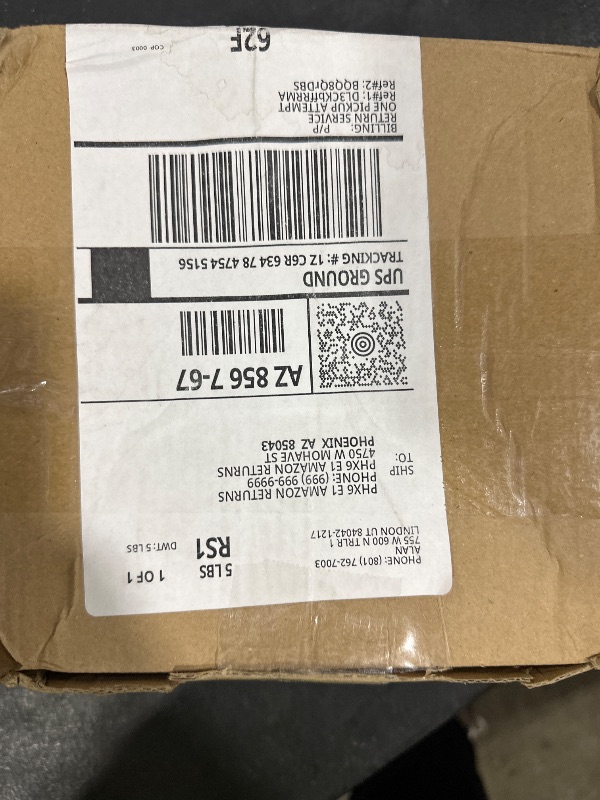 PHONE: (801) 762-7003
ALAN
755 W 600 N TRLR 1
LINDON UT 84042-1217
5 LBS
1 OF 1
RS1
DWT: 5 LBS
SHIP
TO:
PHX6 E1 AMAZON RETURNS
PHONE: (999) 999-9999
PHX6 E1 AMAZON RETURNS
4750 W MOHAVE ST
PHOENIX AZ 85043
AZ 856 7-67
UPS GROUND
TRACKING #: 1Z C6R 634 78 4754 5156
BILLING: P/P
RETURN SERVICE
ONE PICKUP ATTEMPT
Ref#1: DL3CkbffRRMA
Ref#2: BQQ8QrDBS
62F
COP 0003